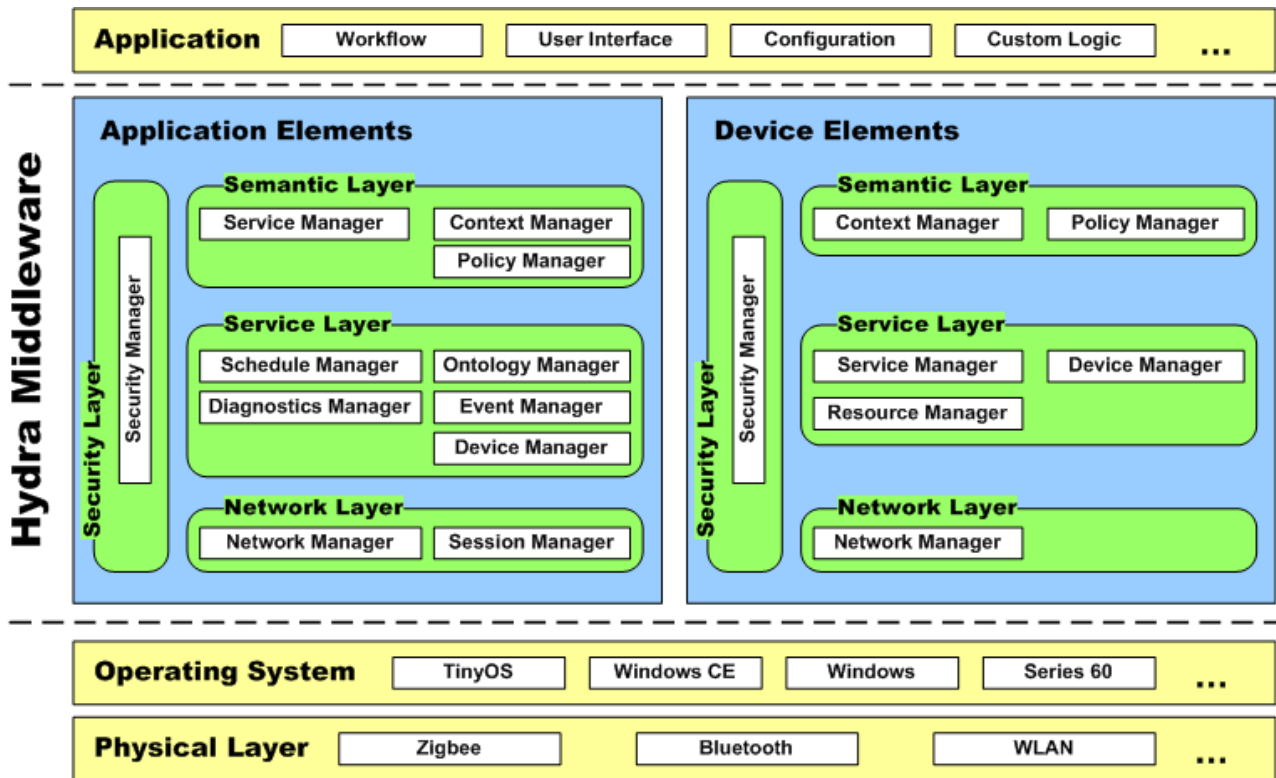 Application
Workflow
User Interface
Configuration
Custom Logic
...
Hydra Middleware
Application Elements
Security Layer
Security Manager
Semantic Layer
Service Manager
Context Manager
Policy Manager
Service Layer
Schedule Manager
Ontology Manager
Diagnostics Manager
Event Manager
Device Manager
Network Layer
Network Manager
Session Manager
Device Elements
Security Layer
Security Manager
Semantic Layer
Context Manager
Policy Manager
Service Layer
Service Manager
Device Manager
Resource Manager
Network Layer
Network Manager
Operating System
TinyOS
Windows CE
Windows
Series 60
...
Physical Layer
Zigbee
Bluetooth
WLAN
...